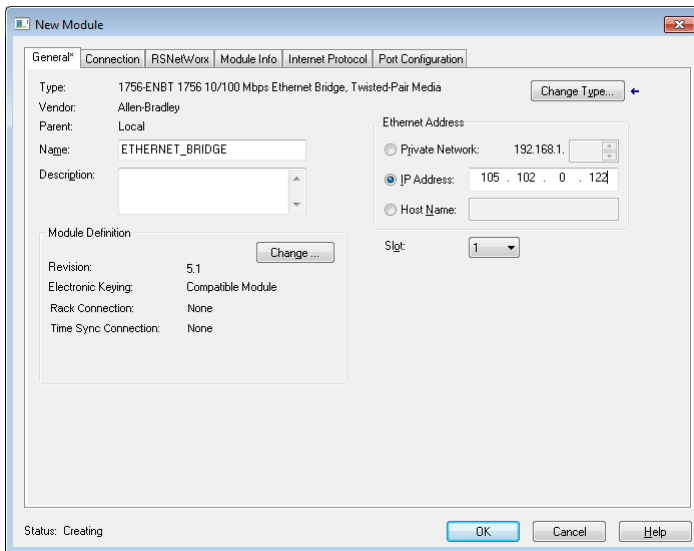 New Module
General* Connection RSNetWorx Module Info Internet Protocol Port Configuration
Type: 1756-ENBT 1756 10/100 Mbps Ethernet Bridge, Twisted-Pair Media
Change Type...
Vendor: Allen-Bradley
Parent: Local
Name: ETHERNET_BRIDGE
Description:
Ethernet Address
Private Network: 192.168.1.
IP Address: 105 . 102 . 0 . 122
Host Name:
Slot: 1
Module Definition
Change ...
Revision: 5.1
Electronic Keying: Compatible Module
Rack Connection: None
Time Sync Connection: None
Status: Creating
OK Cancel Help